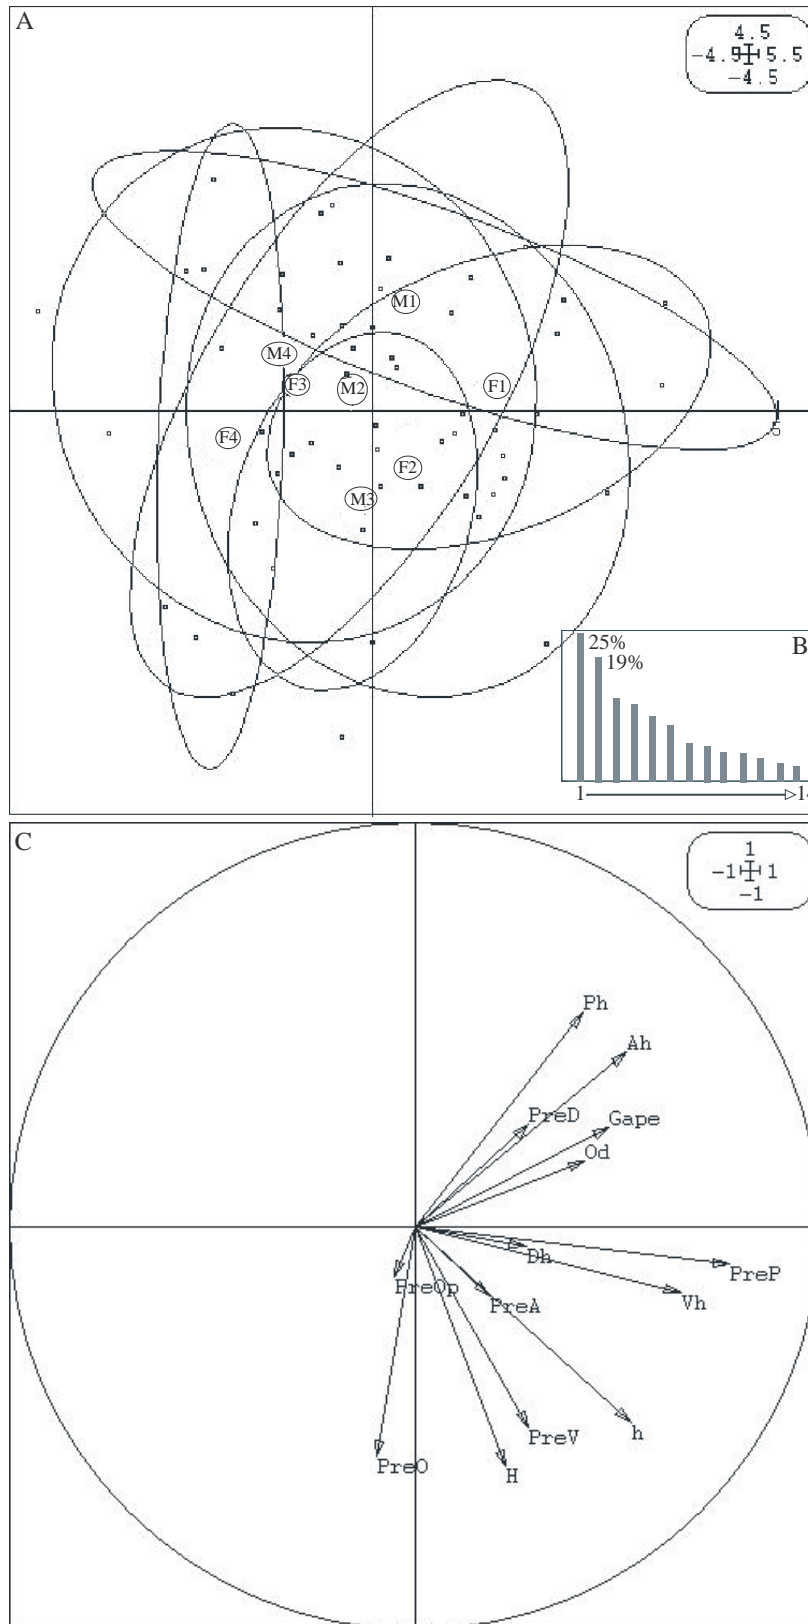 A
4.5
-4.9 5.5
-4.5
M1
M4
F3
M2
F1
F4
F2
M3
B
25%
19%
1
C
1
-1 1
-1
Ph
Ah
PreD
Gape
Od
Dh
PreP
PreOp
PreA
Vh
h
PreV
PreO
H